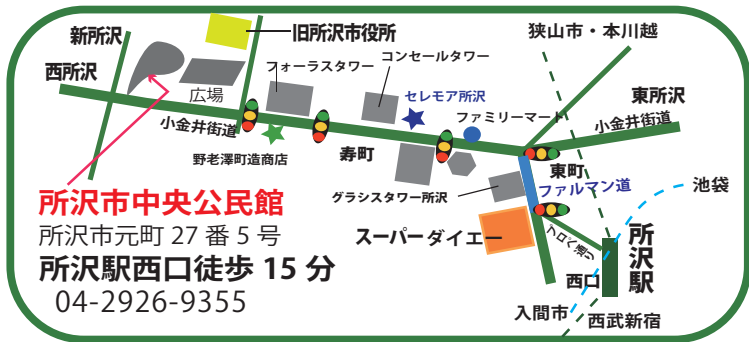 新所沢
旧所沢市役所
狭山市・本川越
西所沢
フォーラスタワー
コンセールタワー
広場
セレモア所沢
東所沢
ファミリーマート
小金井街道
小金井街道
野老澤町造商店
寿町
東町
グラシスタワー所沢
ファルマン道
池袋
所沢市中央公民館
所沢市元町 27 番 5 号
所沢駅西口徒歩 15 分
04-2926-9355
スーパーダイエー
プロペ通り
所沢駅
西口
入間市
西武新宿